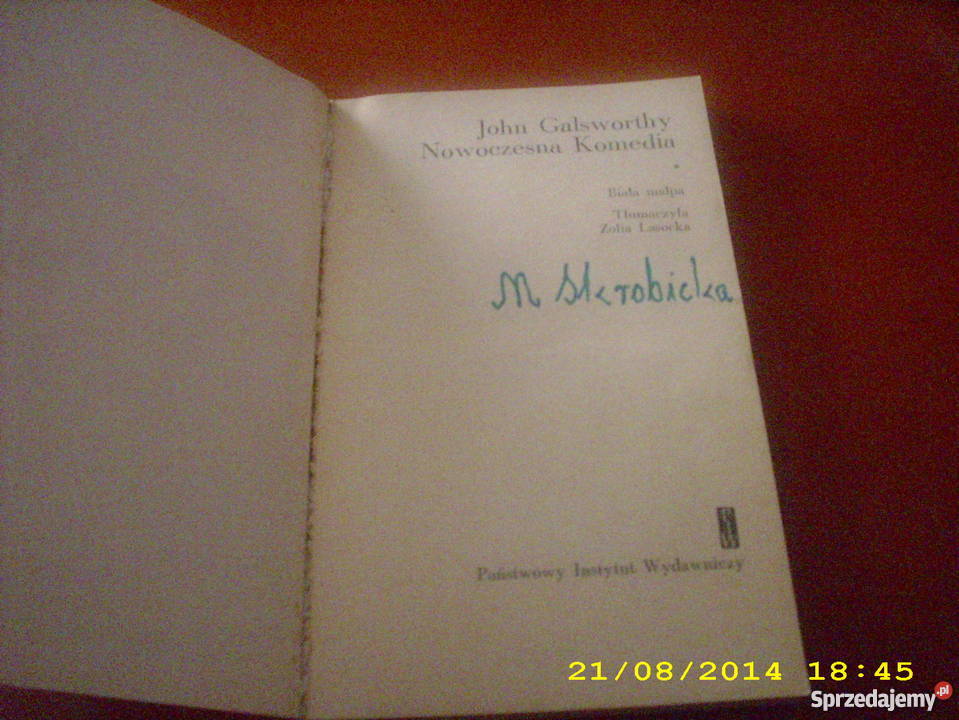 John Galsworthy
Nowoczesna Komedia
Biała małpa
Tłumaczyła
Zofia Lasocka
M Skrobicka
Państwowy Instytut Wydawniczy
21/08/2014 18:45
Sprzedajemy.pl